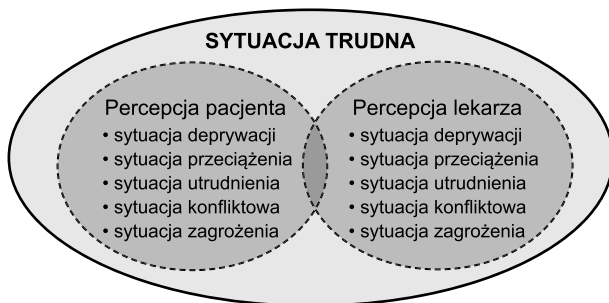 SYTUACJA TRUDNA
Percepcja pacjenta
• sytuacja deprywacji
• sytuacja przeciążenia
• sytuacja utrudnienia
• sytuacja konfliktowa
• sytuacja zagrożenia
Percepcja lekarza
• sytuacja deprywacji
• sytuacja przeciążenia
• sytuacja utrudnienia
• sytuacja konfliktowa
• sytuacja zagrożenia